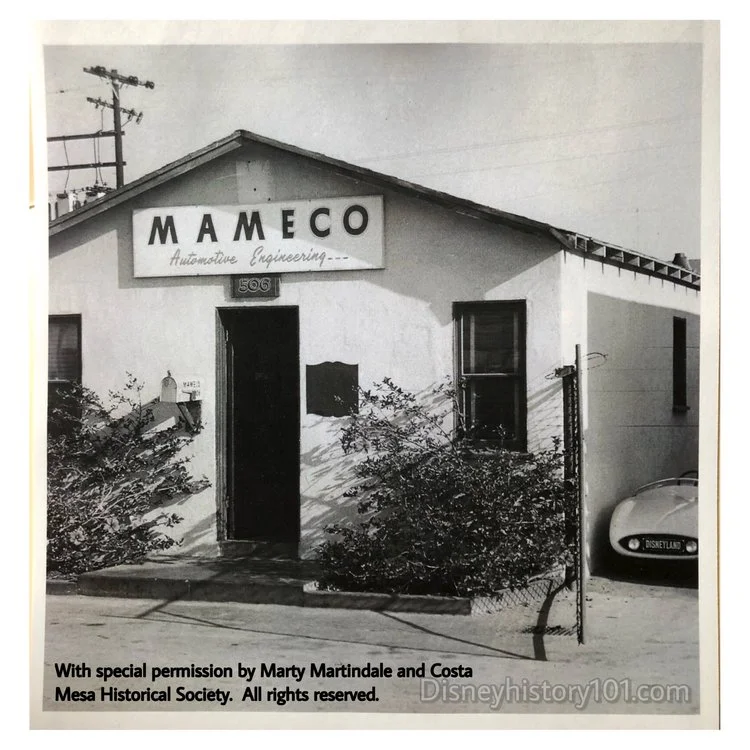 MAMECO
Automotive Engineering---
506
MAMECO
DISNEYLAND
With special permission by Marty Martindale and Costa
Mesa Historical Society. All rights reserved.
Disneyhistory101.com